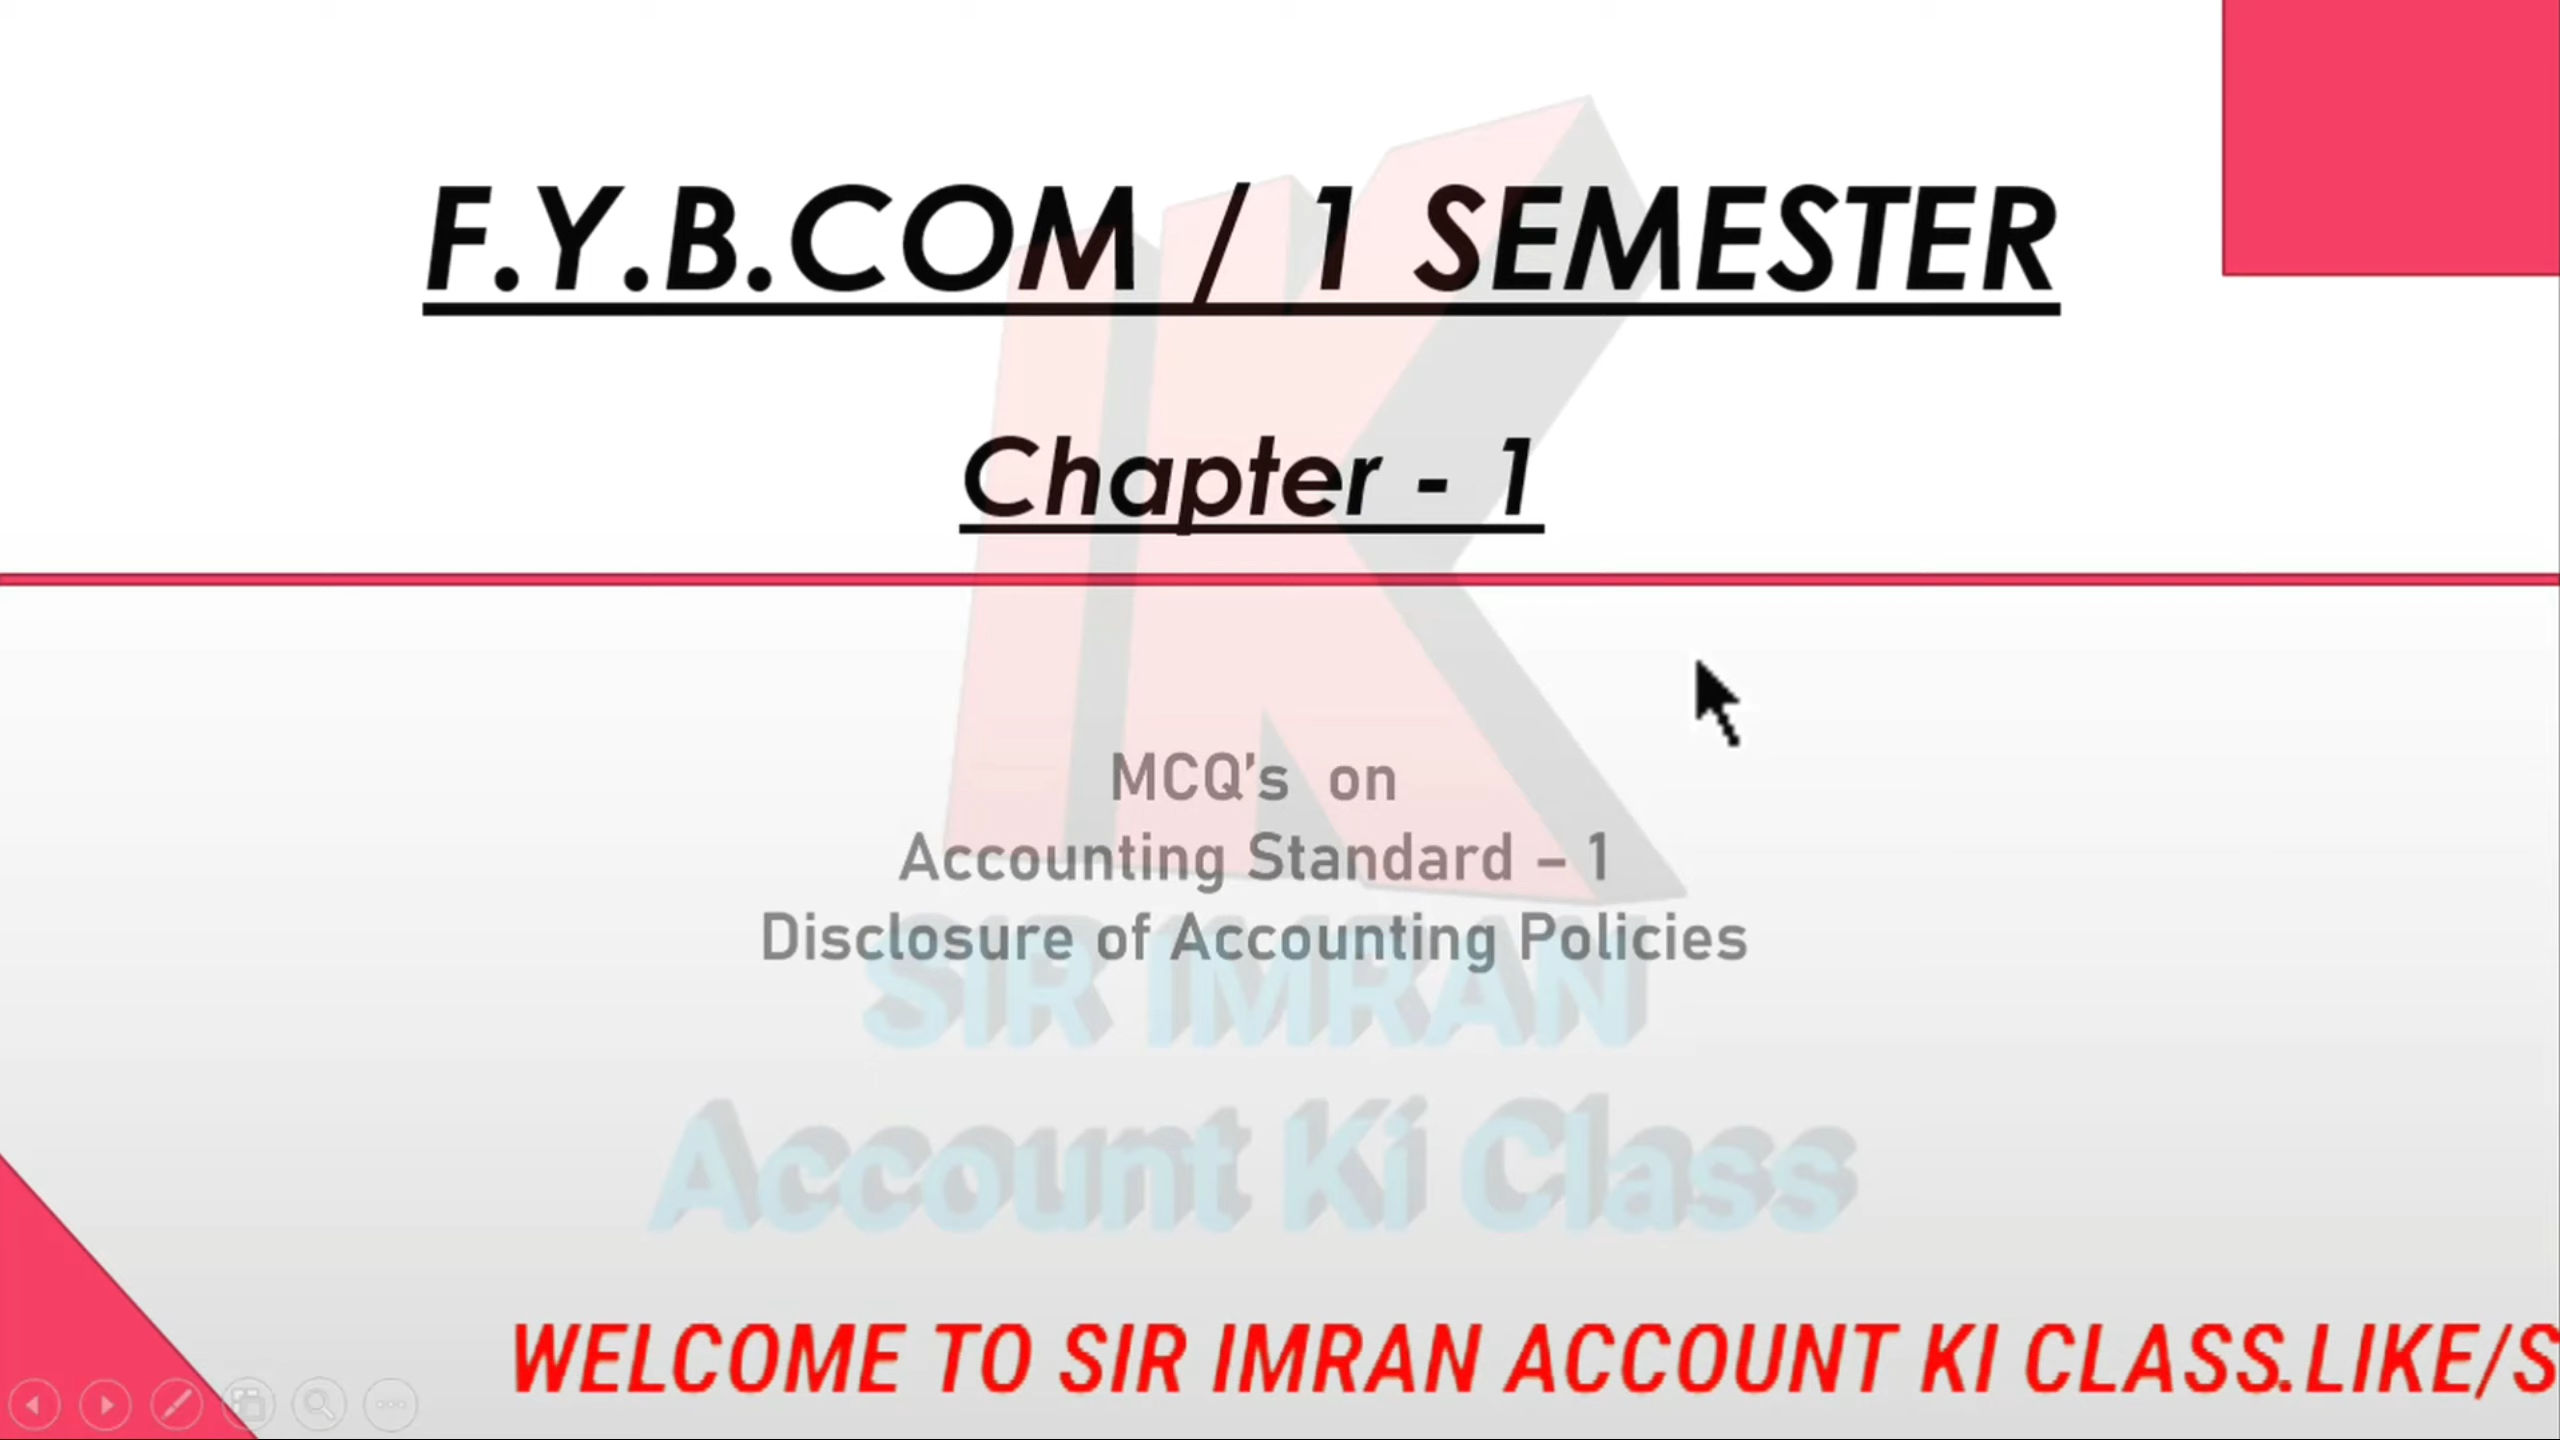 F.Y.B.COM / 1 SEMESTER
Chapter - 1
MCQ's on
Accounting Standard – 1
Disclosure of Accounting Policies
SIR IMRAN
Account Ki Class
WELCOME TO SIR IMRAN ACCOUNT KI CLASS.LIKE/S